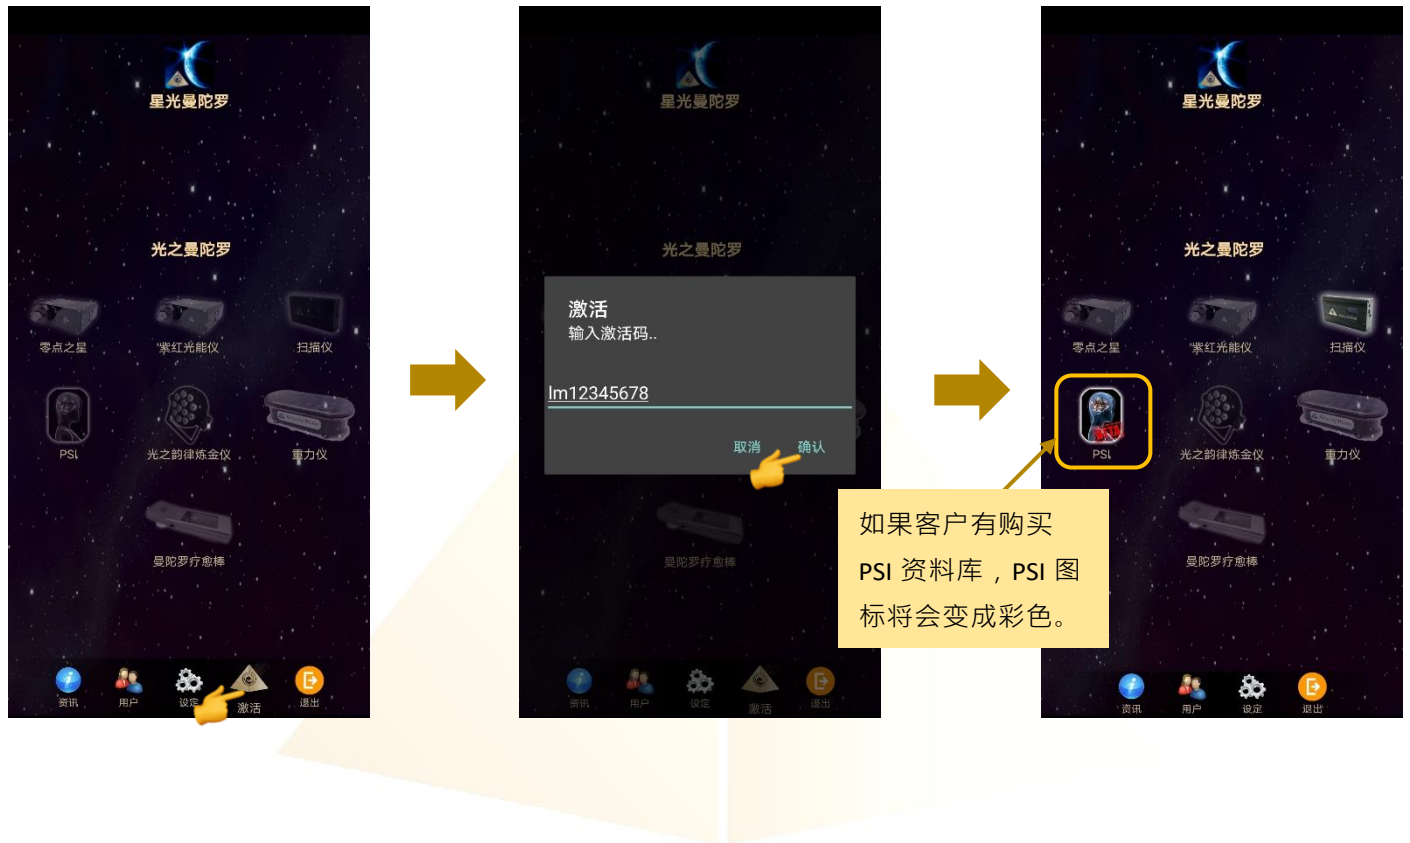 星光曼陀罗
光之曼陀罗
零点之星
紫红光能仪
扫描仪
PSI
光之韵律炼金仪
重力仪
曼陀罗疗愈棒
资讯
用户
设定
激活
退出
星光曼陀罗
光之曼陀罗
激活
输入激活码..
lm12345678
取消
确认
曼陀罗疗愈棒
资讯
用户
设定
激活
退出
星光曼陀罗
光之曼陀罗
零点之星
紫红光能仪
扫描仪
PSI
光之韵律炼金仪
重力仪
曼陀罗疗愈棒
资讯
用户
设定
退出
如果客户有购买
PSI 资料库，PSI 图
标将会变成彩色。